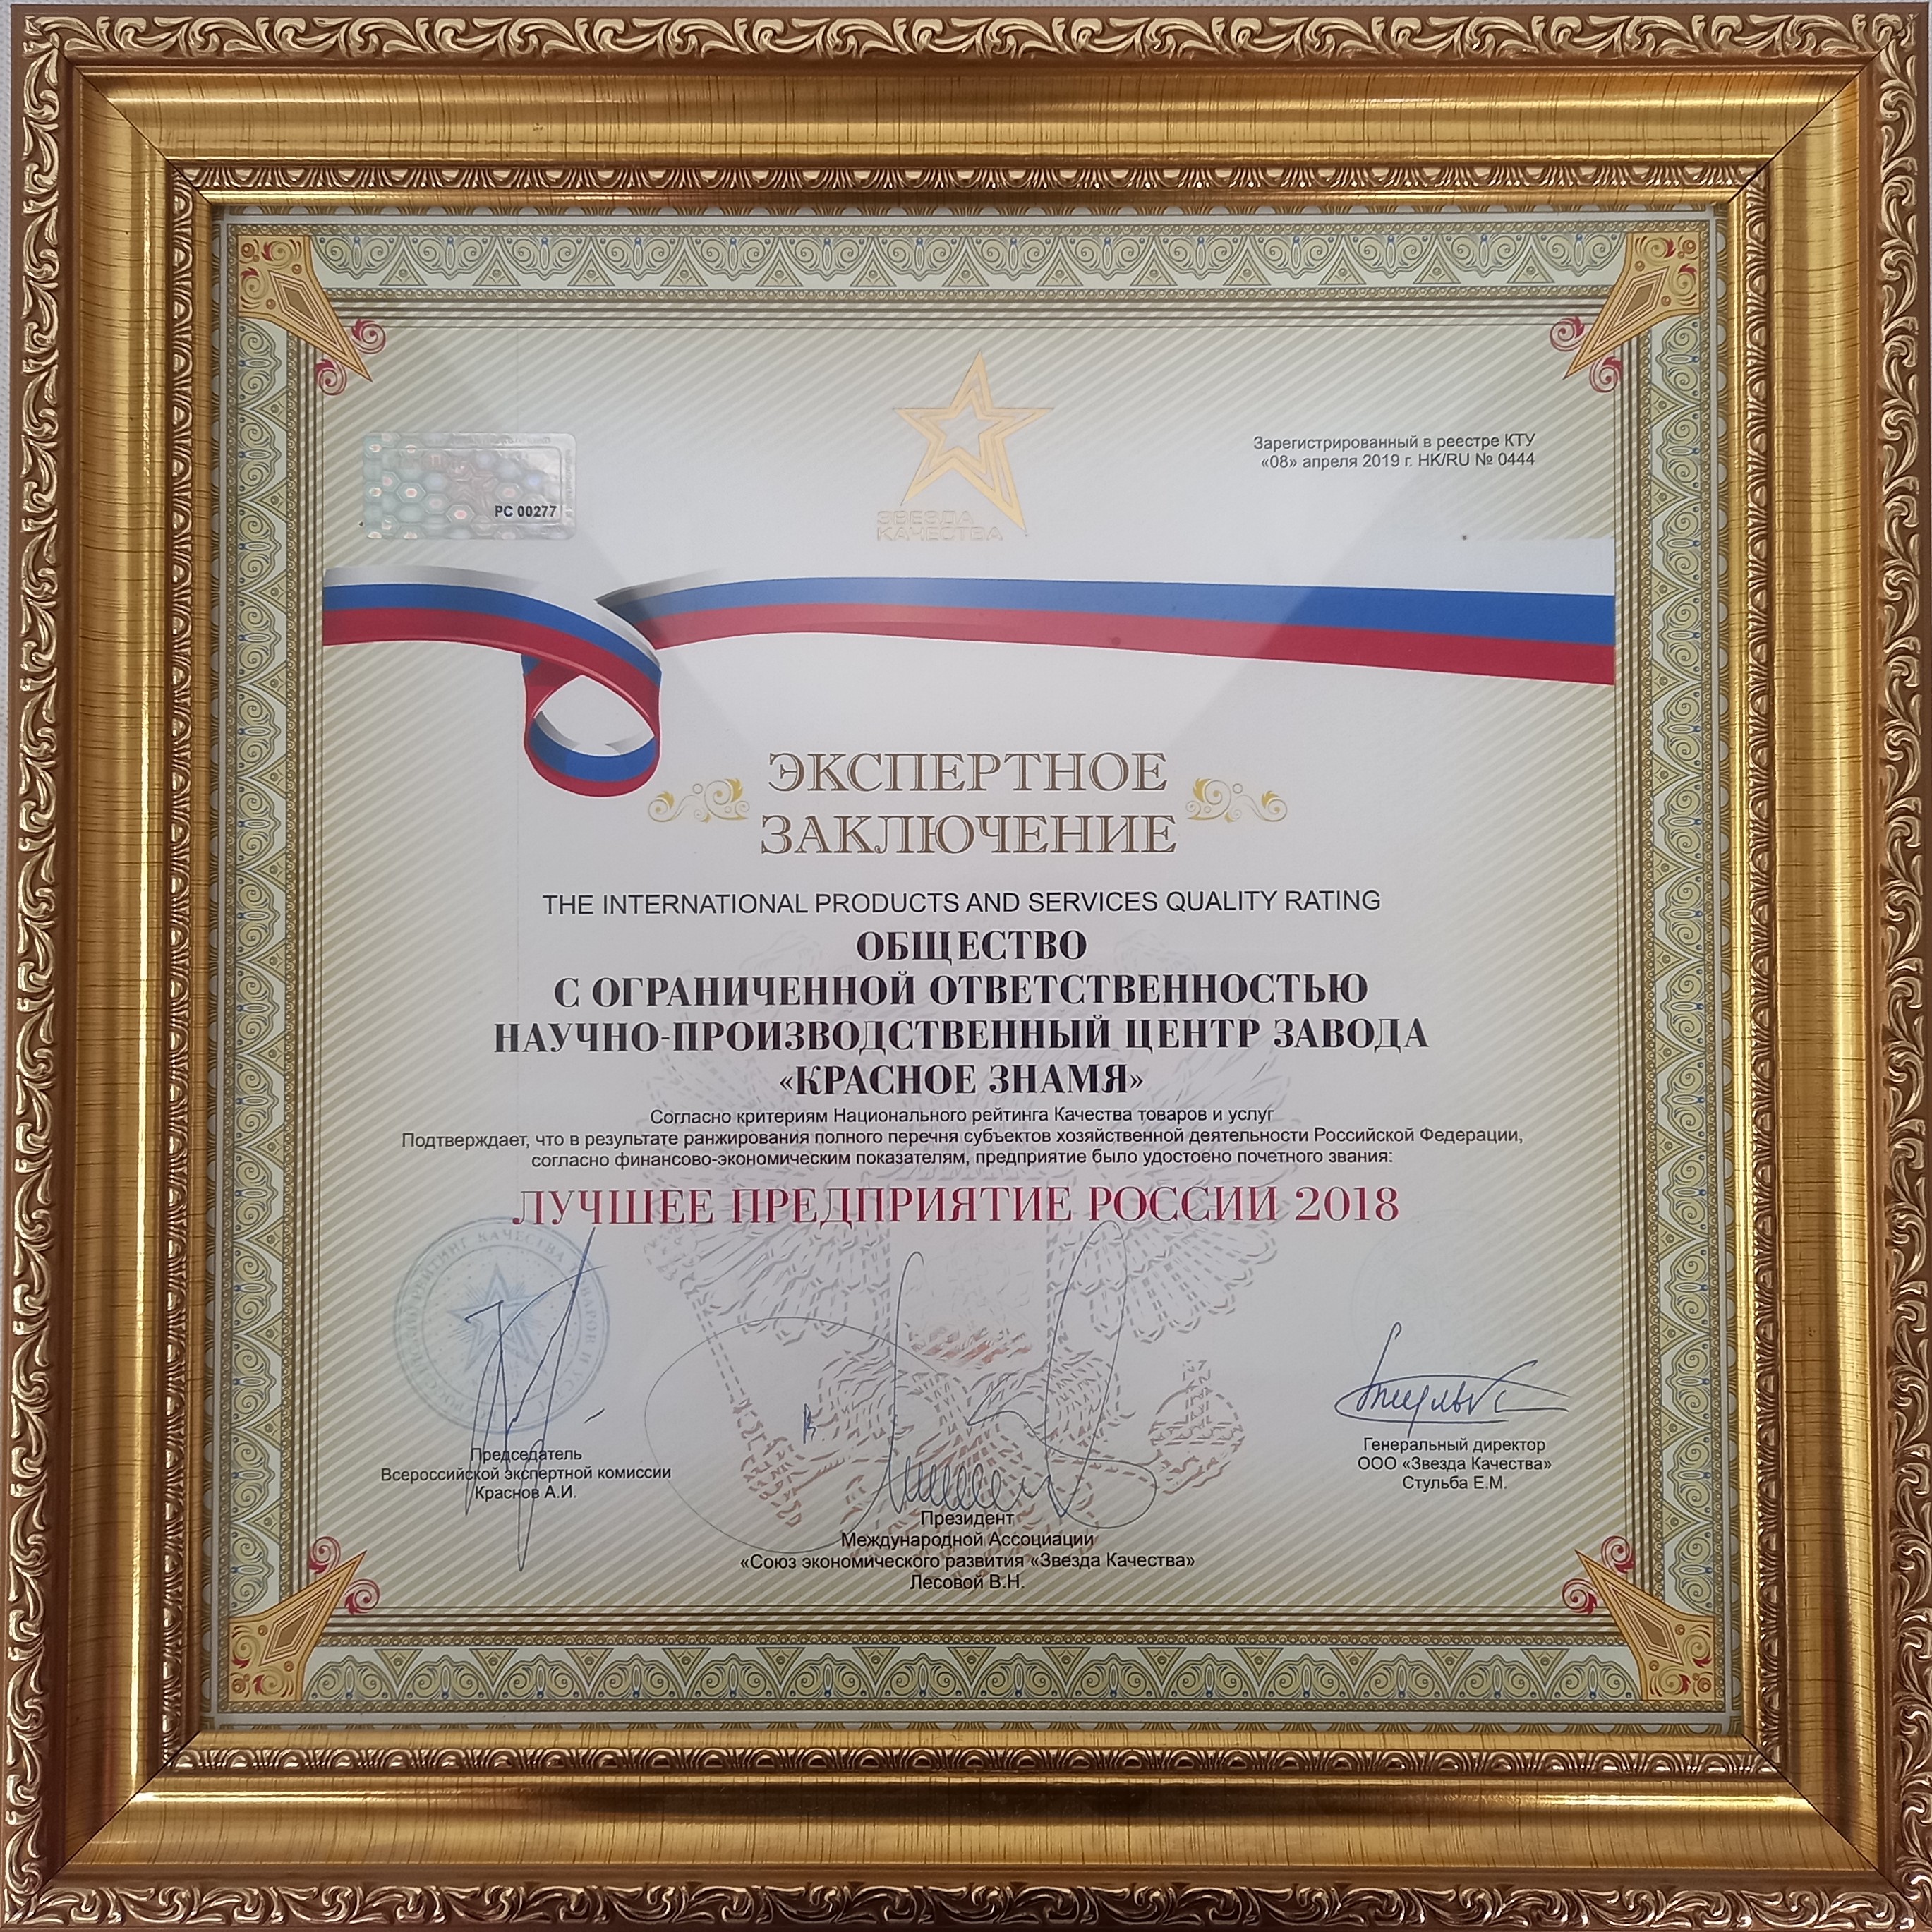 Зарегистрированный в реестре КТУ
«08» апреля 2019 г. HK/RU № 0444
PC 00277
ЗВЕЗДА
КАЧЕСТВА
ЭКСПЕРТНОЕ
ЗАКЛЮЧЕНИЕ
THE INTERNATIONAL PRODUCTS AND SERVICES QUALITY RATING
ОБЩЕСТВО
С ОГРАНИЧЕННОЙ ОТВЕТСТВЕННОСТЬЮ
НАУЧНО-ПРОИЗВОДСТВЕННЫЙ ЦЕНТР ЗАВОДА
«КРАСНОЕ ЗНАМЯ»
Согласно критериям Национального рейтинга Качества товаров и услуг
Подтверждает, что в результате ранжирования полного перечня субъектов хозяйственной деятельности Российской Федерации,
согласно финансово-экономическим показателям, предприятие было удостоено почетного звания:
ЛУЧШЕЕ ПРЕДПРИЯТИЕ РОССИИ 2018
РЕЙТИНГ КАЧЕСТВА
Председатель
Всероссийской экспертной комиссии
Краснов А.И.
Президент
Международной Ассоциации
«Союз экономического развития «Звезда Качества»
Лесовой В.Н.
Генеральный директор
ООО «Звезда Качества»
Стульба Е.М.